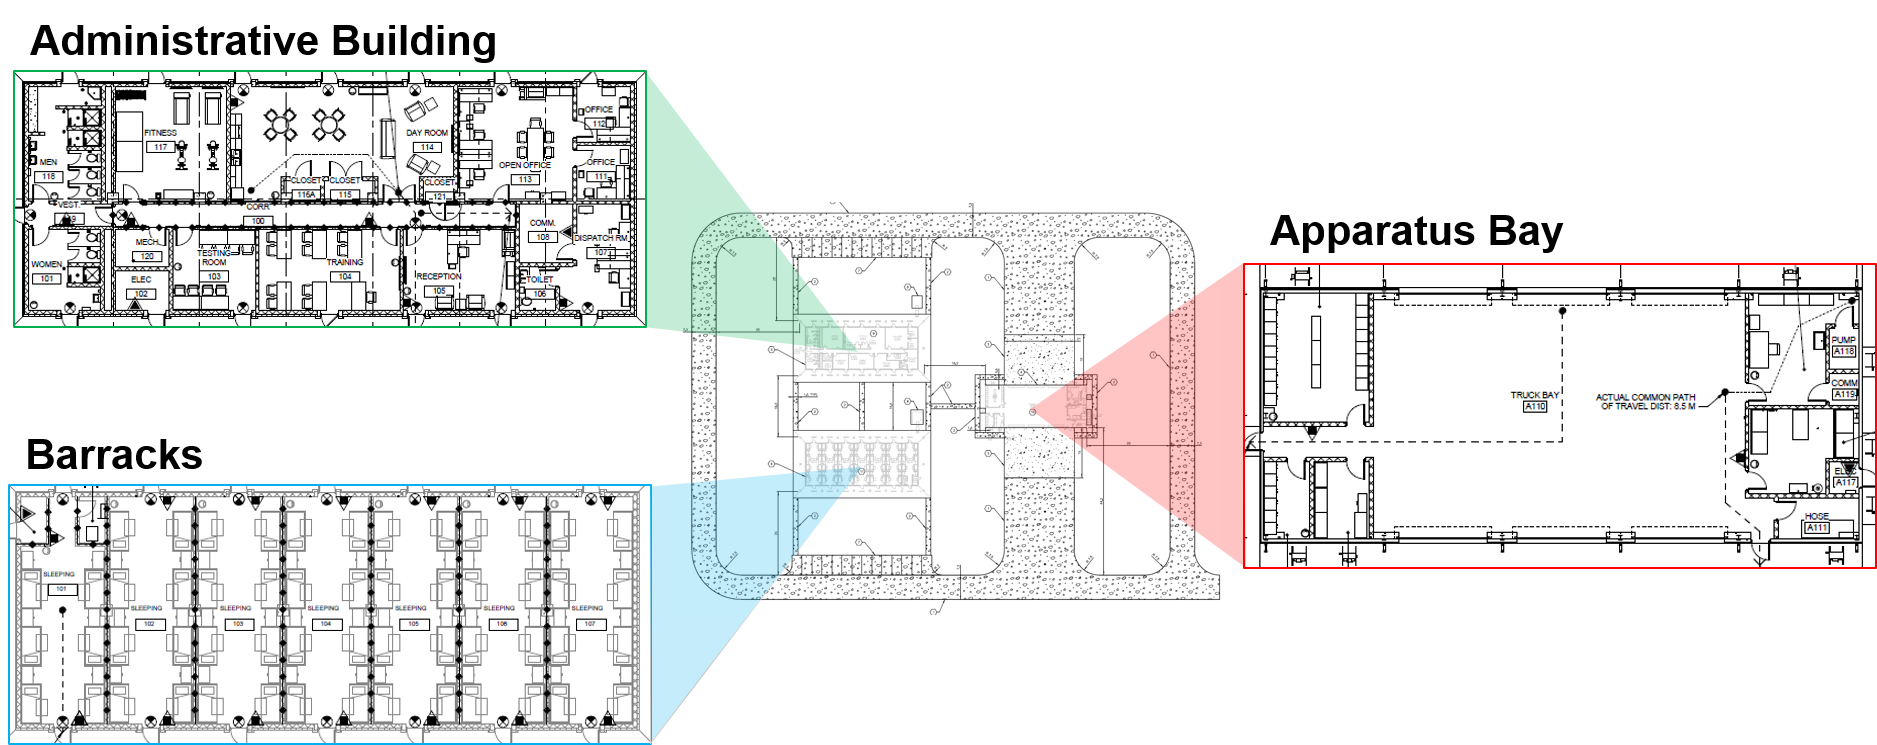 Administrative Building
OFFICE
112
FITNESS
117
DAY ROOM
114
MEN
118
OPEN OFFICE
113
OFFICE
111
CLOSET
116A
CLOSET
115
CLOSET
121
VEST.
CORR
100
COMM.
108
DISPATCH RM
107
MECH.
120
TESTING
ROOM
103
WOMEN
101
TRAINING
104
ELEC
102
RECEPTION
105
TOILET
106
Apparatus Bay
PUMP
A118
COMM
A119
TRUCK BAY
A110
ACTUAL COMMON PATH
OF TRAVEL DIST: 8.5 M
ELEC
A117
HOSE
A111
Barracks
SLEEPING
101
SLEEPING
102
SLEEPING
103
SLEEPING
104
SLEEPING
105
SLEEPING
106
SLEEPING
107